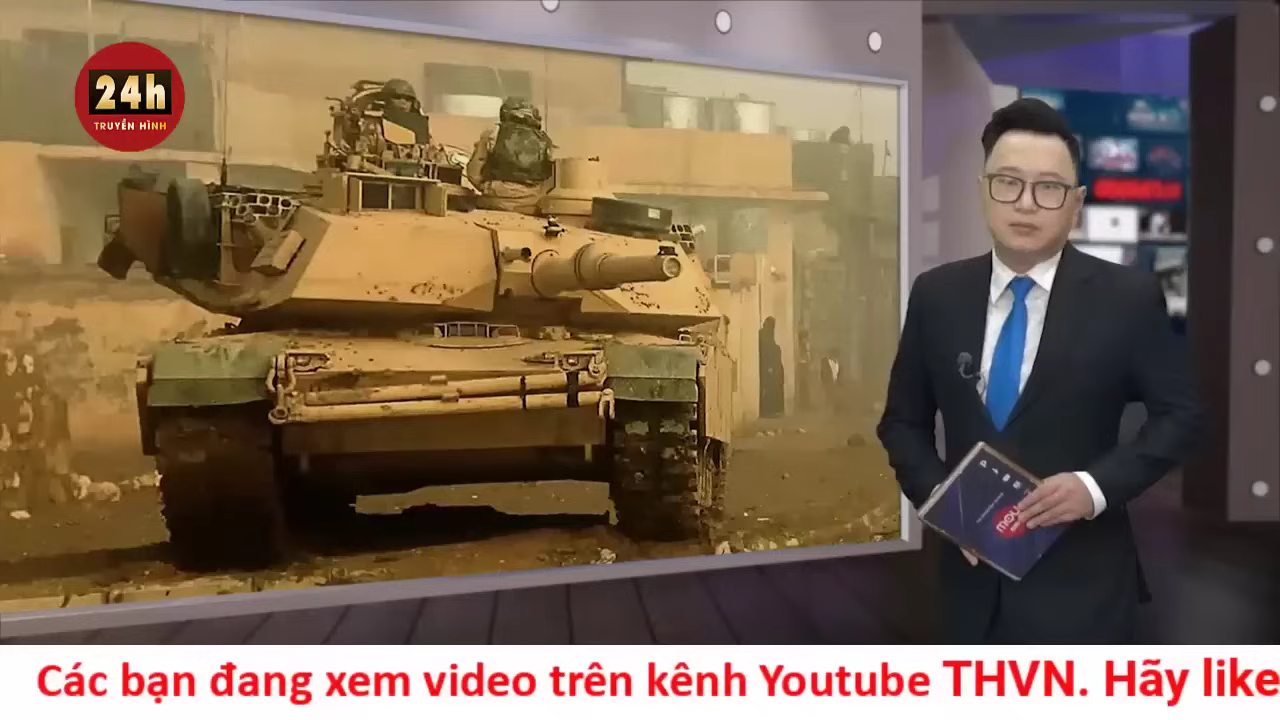 24h
TRUYỀN HÌNH
Các bạn đang xem video trên kênh Youtube THVN. Hãy like